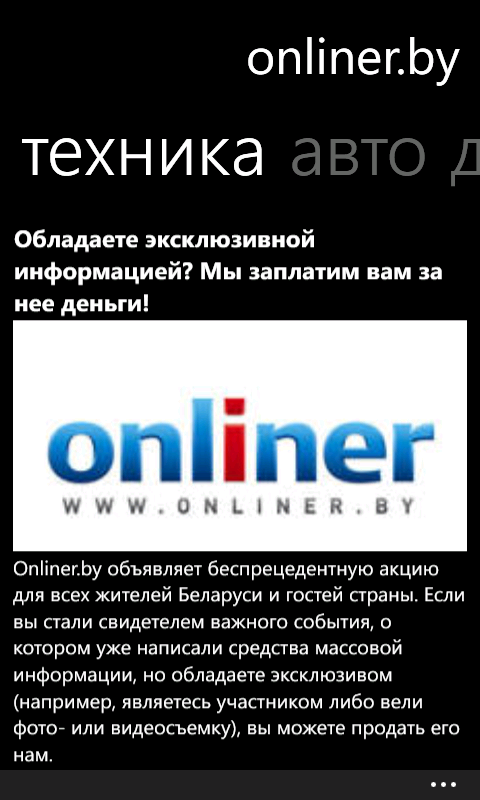 onliner.by
техника авто д
Обладаете эксклюзивной
информацией? Мы заплатим вам за
нее деньги!
onliner
WWW.ONLINER.BY
Onliner.by объявляет беспрецедентную акцию
для всех жителей Беларуси и гостей страны. Если
вы стали свидетелем важного события, о
котором уже написали средства массовой
информации, но обладаете эксклюзивом
(например, являетесь участником либо вели
фото- или видеосъемку), вы можете продать его
нам.